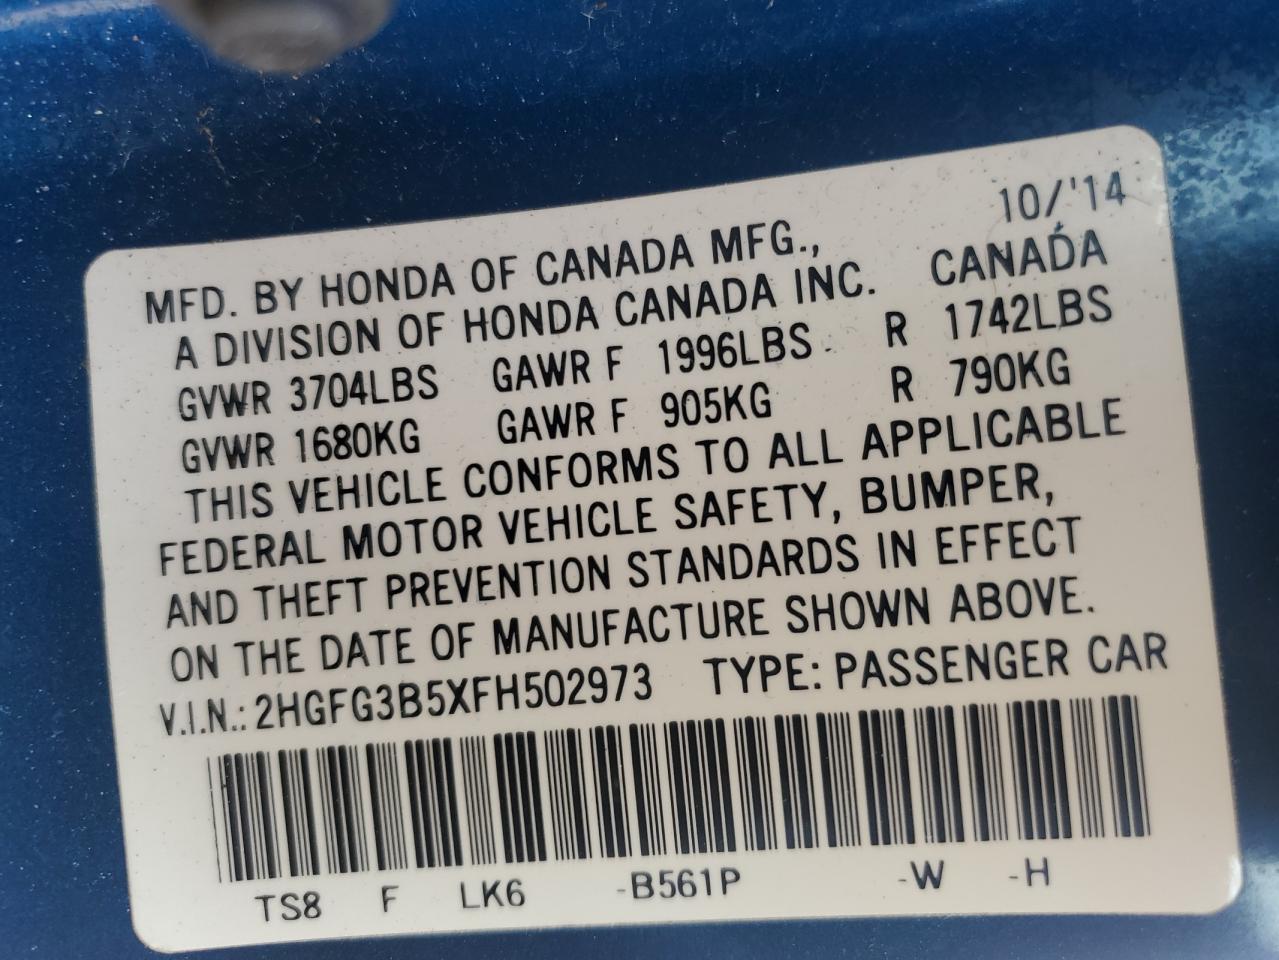 10/'14
MFD. BY HONDA OF CANADA MFG.,
A DIVISION OF HONDA CANADA INC. CANADA
GVWR 3704LBS GAWR F 1996LBS R 1742LBS
GVWR 1680KG GAWR F 905KG R 790KG
THIS VEHICLE CONFORMS TO ALL APPLICABLE
FEDERAL MOTOR VEHICLE SAFETY, BUMPER,
AND THEFT PREVENTION STANDARDS IN EFFECT
ON THE DATE OF MANUFACTURE SHOWN ABOVE.
V.I.N.: 2HGFG3B5XFH502973 TYPE: PASSENGER CAR
TS8 F LK6 -B561P -W -H